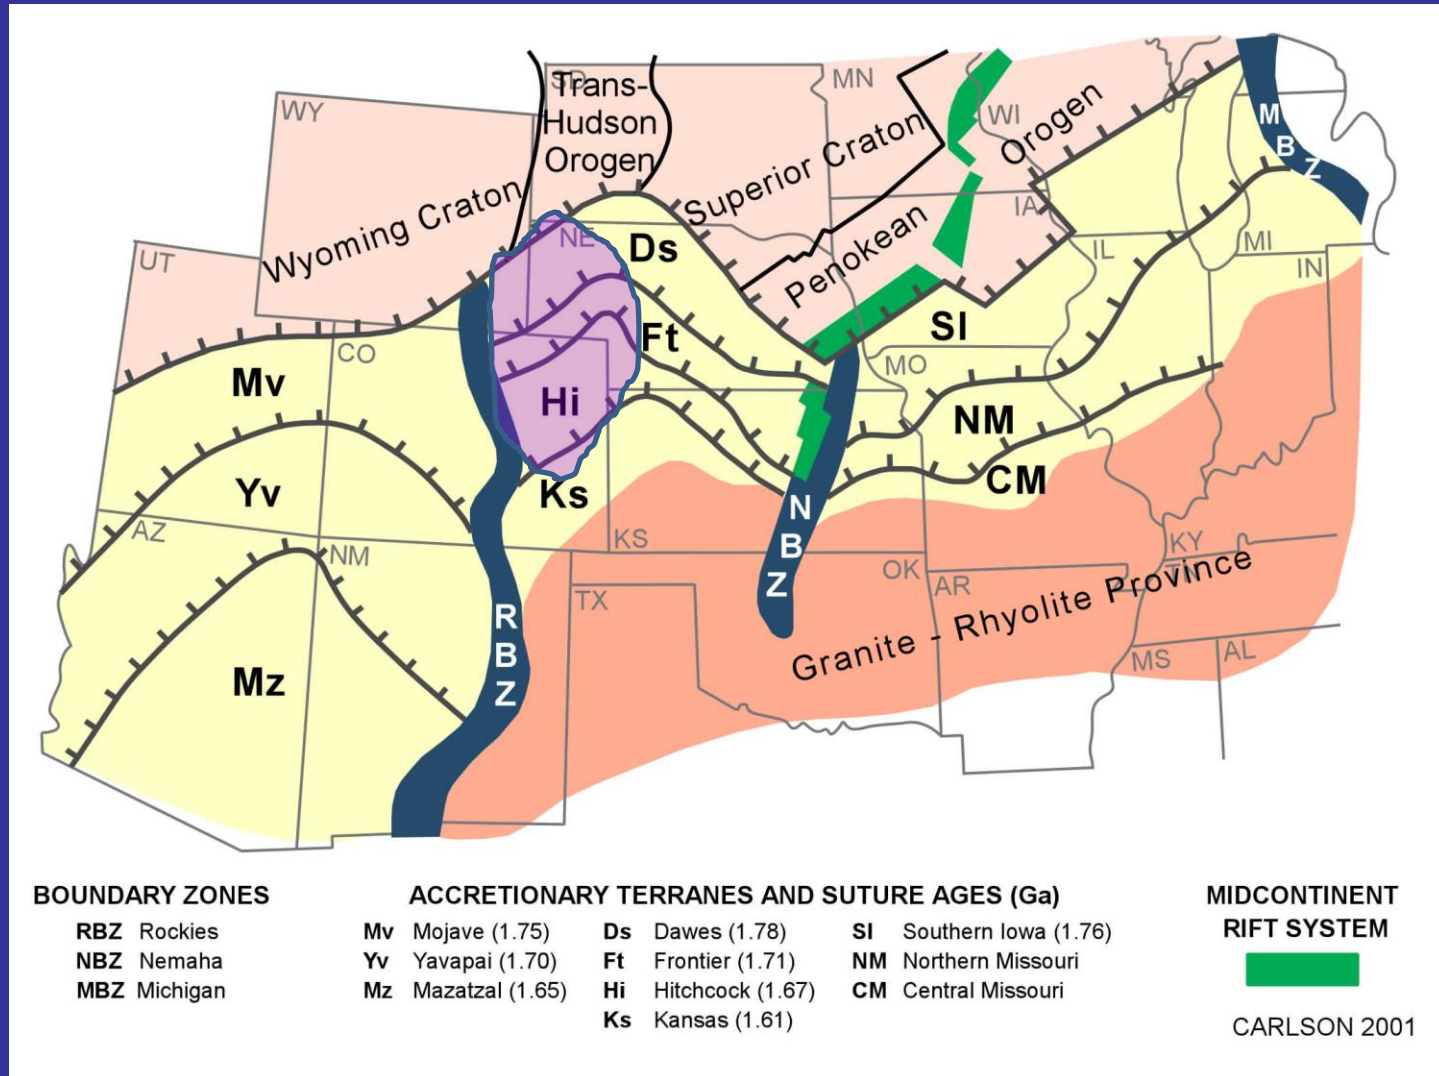 SD
MN
Trans-
Hudson
Orogen
WY
WI
Orogen
Superior Craton
M
B
Z
Wyoming Craton
IA
NE
Ds
Penokean
UT
IL
MI
IN
SI
Ft
CO
MO
Mv
Hi
NM
CM
Yv
Ks
N
B
Z
AZ
NM
KS
KY
TN
OK
AR
TX
R
B
Z
Granite - Rhyolite Province
MS
AL
Mz
BOUNDARY ZONES
RBZ Rockies
NBZ Nemaha
MBZ Michigan
ACCRETIONARY TERRANES AND SUTURE AGES (Ga)
Mv Mojave (1.75)
Yv Yavapai (1.70)
Mz Mazatzal (1.65)
Ds Dawes (1.78)
Ft Frontier (1.71)
Hi Hitchcock (1.67)
Ks Kansas (1.61)
SI Southern Iowa (1.76)
NM Northern Missouri
CM Central Missouri
MIDCONTINENT
RIFT SYSTEM
CARLSON 2001